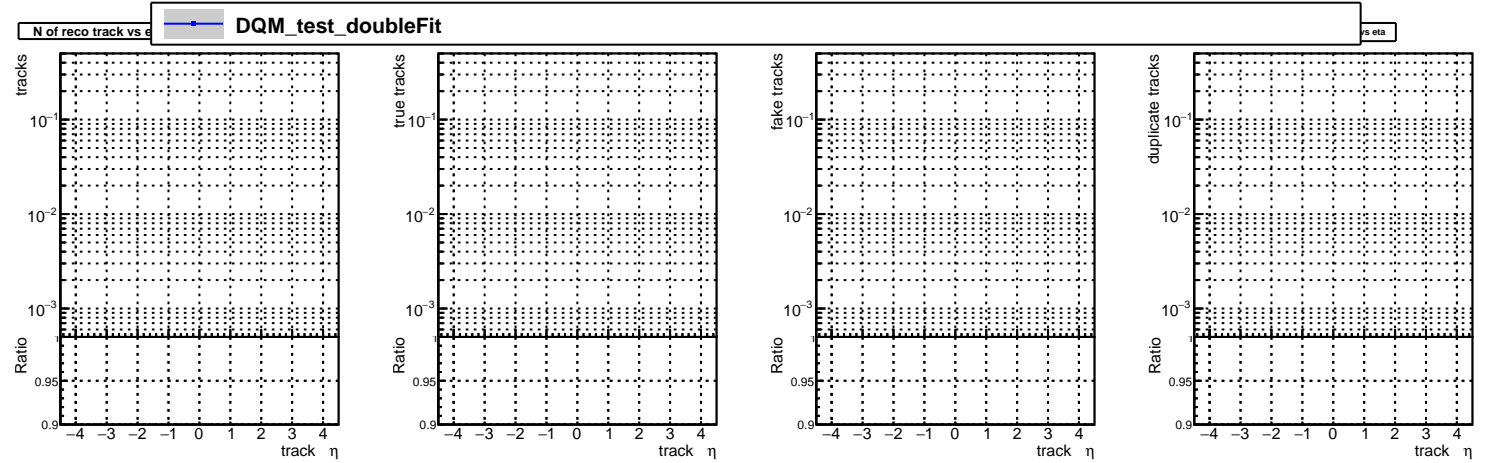 DQM_test_doubleFit
N of reco track vs e
vs eta
tracks
10⁻¹
10⁻²
10⁻³
1
Ratio
0.95
0.9
−4 −3 −2 −1 0 1 2 3 4
track η
true tracks
10⁻¹
10⁻²
10⁻³
Ratio
0.95
0.9
−4 −3 −2 −1 0 1 2 3 4
track η
fake tracks
10⁻¹
10⁻²
10⁻³
Ratio
0.95
0.9
−4 −3 −2 −1 0 1 2 3 4
track η
duplicate tracks
10⁻¹
10⁻²
10⁻³
Ratio
0.95
0.9
−4 −3 −2 −1 0 1 2 3 4
track η